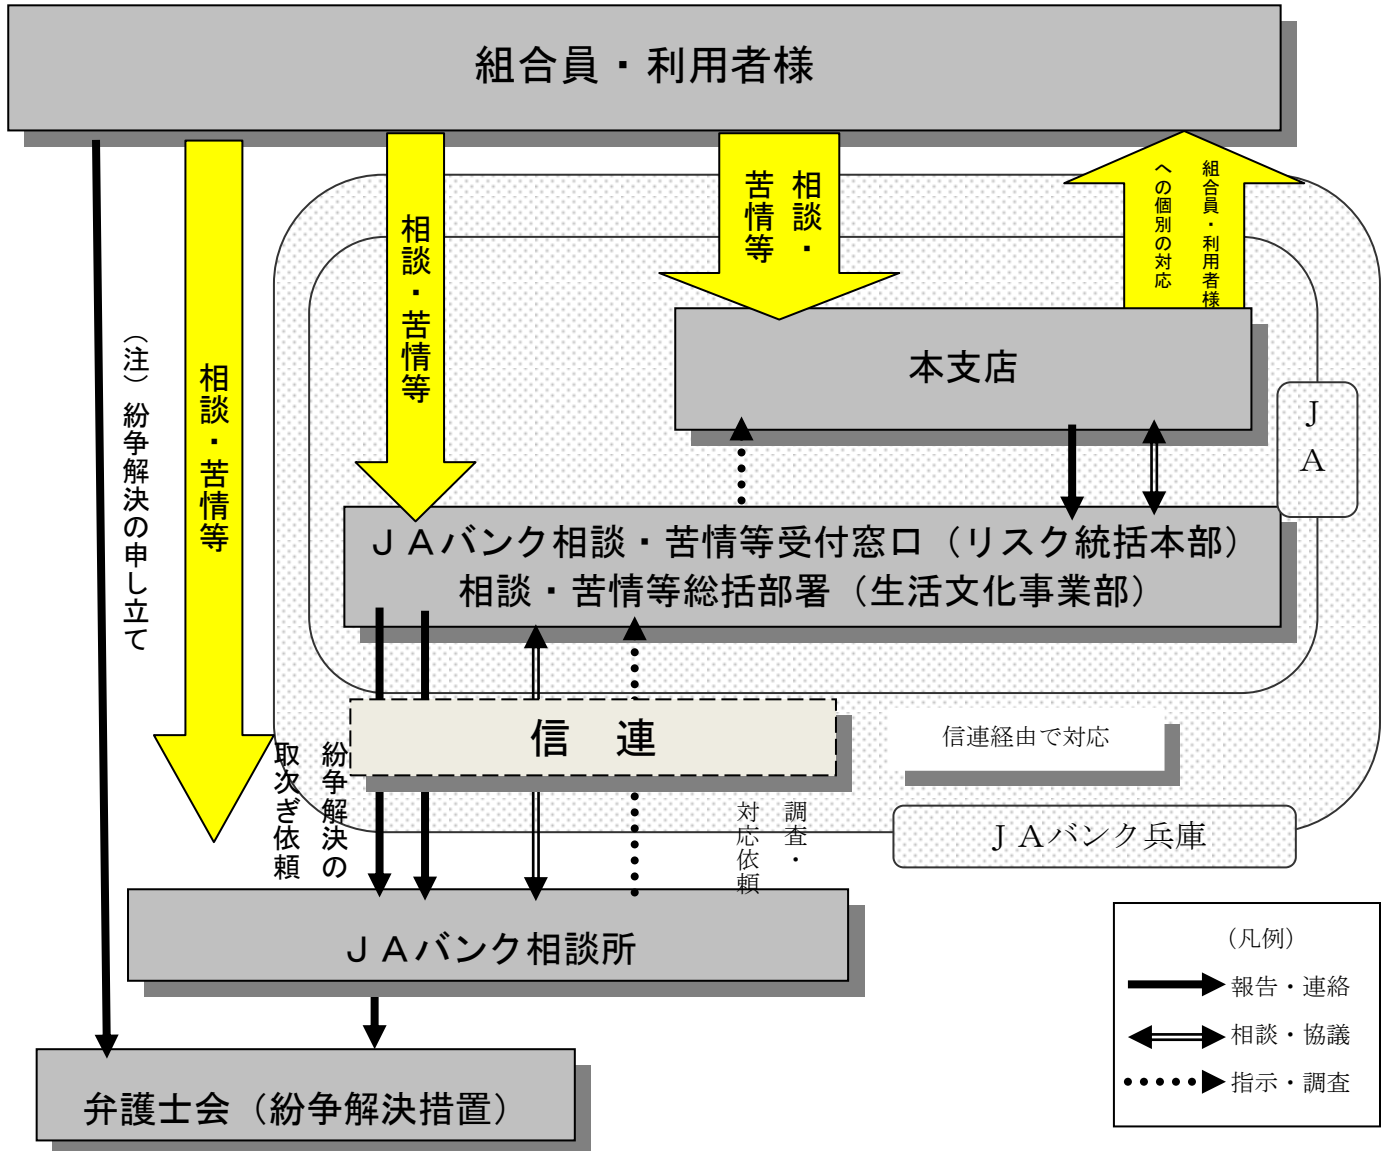 組合員・利用者様
（注）紛争解決の申し立て
相談・苦情等
相談・苦情等
相談・
苦情等
組合員・利用者様
への個別の対応
本支店
ＪＡ
ＪＡバンク相談・苦情等受付窓口（リスク統括本部）
相談・苦情等総括部署（生活文化事業部）
信　連
信連経由で対応
紛争解決の
取次ぎ依頼
調査・
対応依頼
ＪＡバンク兵庫
ＪＡバンク相談所
弁護士会（紛争解決措置）
（凡例）
報告・連絡
相談・協議
指示・調査